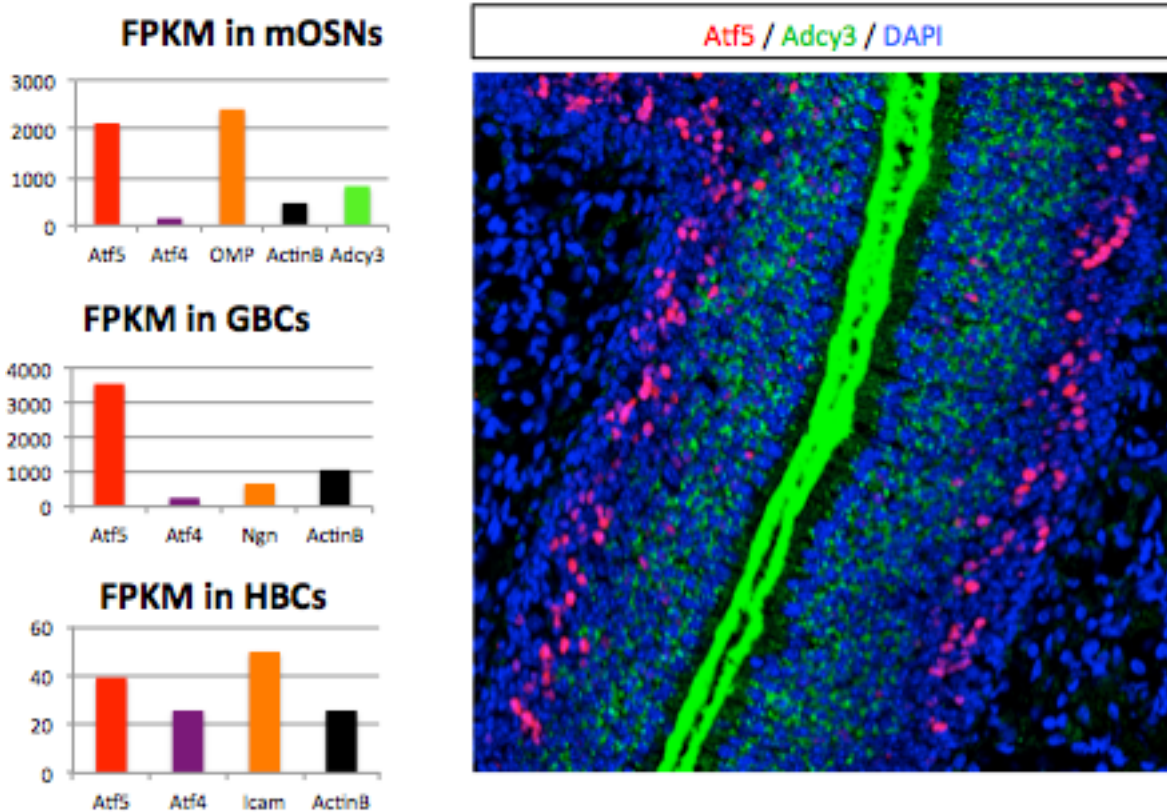 FPKM in mOSNs
3000
2000
1000
0
Atf5 Atf4 OMP ActinB Adcy3
FPKM in GBCs
4000
3000
2000
1000
0
Atf5 Atf4 Ngn ActinB
FPKM in HBCs
60
40
20
0
Atf5 Atf4 Icam ActinB
Atf5 / Adcy3 / DAPI